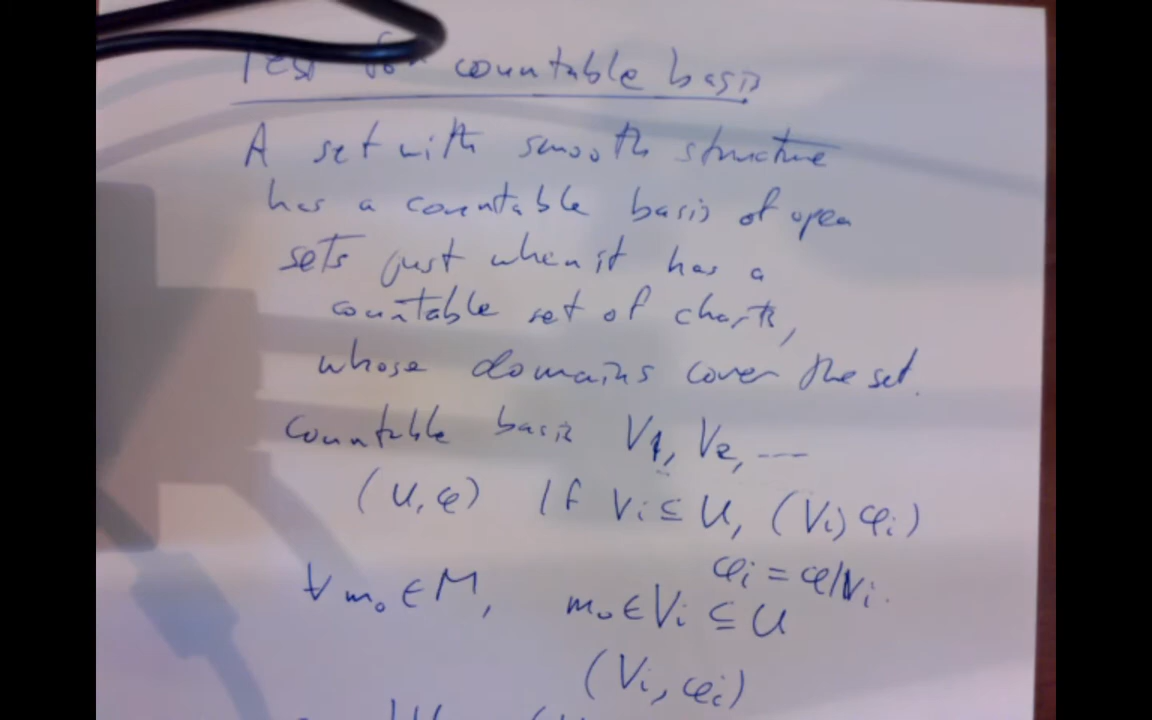 Test for countable basis
A set with smooth structure
has a countable basis of open
sets just when it has a
countable set of charts,
whose domains cover the set.
countable basis V₁, V₂, ---
(U, φ) If Vᵢ ⊆ U, (Vᵢ, φᵢ)
φᵢ = φ|Vᵢ.
∀ m₀ ∈ M, m₀ ∈ Vᵢ ⊆ U
(Vᵢ, φᵢ)